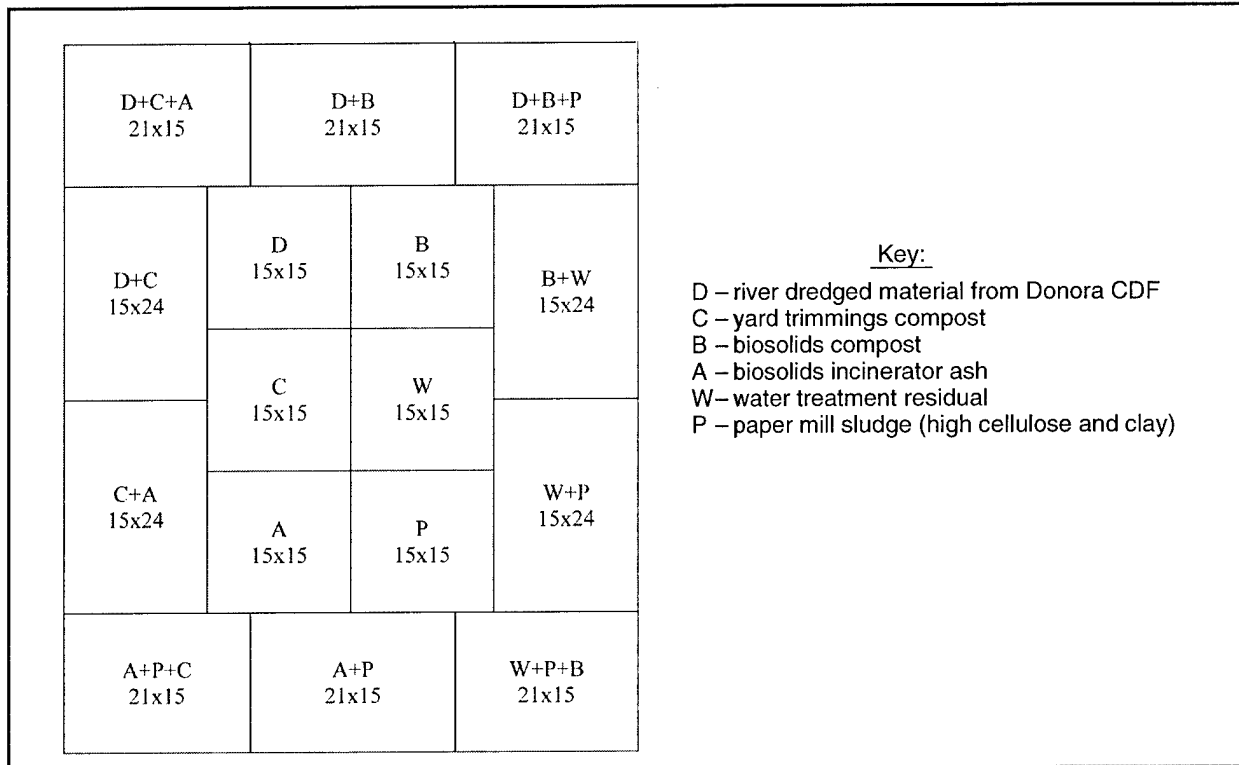 D+C+A
21x15
D+B
21x15
D+B+P
21x15
D+C
15x24
D
15x15
B
15x15
B+W
15x24
C
15x15
W
15x15
C+A
15x24
A
15x15
P
15x15
W+P
15x24
A+P+C
21x15
A+P
21x15
W+P+B
21x15
Key:
D – river dredged material from Donora CDF
C – yard trimmings compost
B – biosolids compost
A – biosolids incinerator ash
W – water treatment residual
P – paper mill sludge (high cellulose and clay)